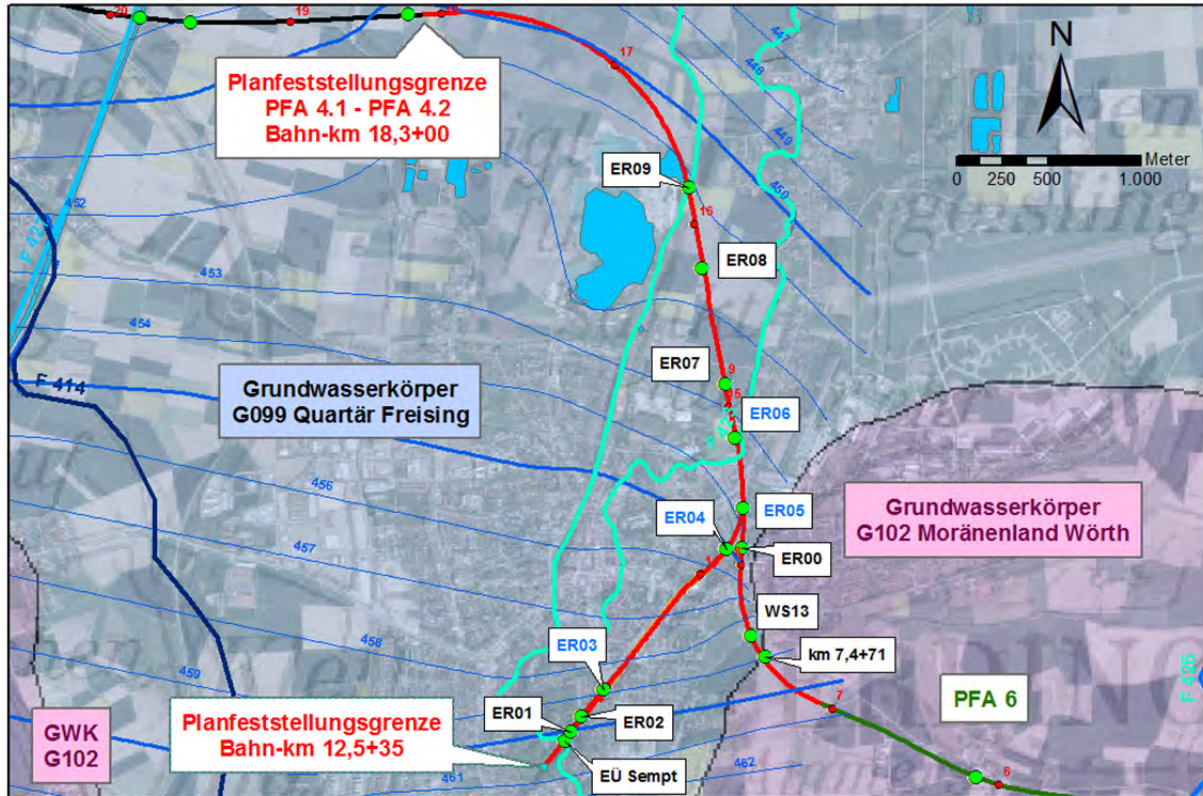 20
19
18
17
447
448
449
450
N
Planfeststellungsgrenze
PFA 4.1 - PFA 4.2
Bahn-km 18,3+00
Meter
0 250 500 1.000
ER09
16
452
F 427
ER08
453
454
ER07
9
15
F 414
Grundwasserkörper
G099 Quartär Freising
ER06
456
ER04
ER05
Grundwasserkörper
G102 Moränenland Wörth
457
ER00
WS13
458
ER03
km 7,4+71
459
PFA 6
F 426
7
Planfeststellungsgrenze
Bahn-km 12,5+35
ER01
ER02
GWK
G102
EÜ Sempt
461
462
6